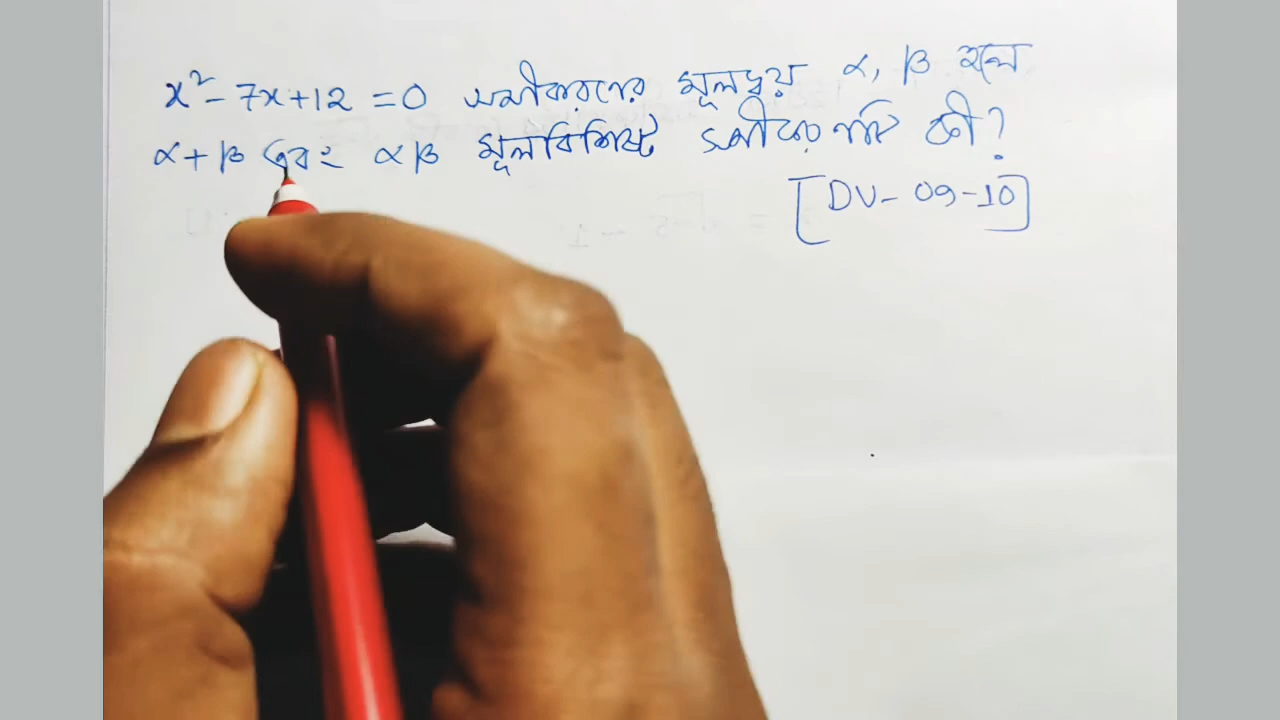 x² - 7x + 12 = 0 সমীকরণের মূলদ্বয় α, β হলে
α + β এবং αβ মূলবিশিষ্ট সমীকরণটি কী?
[DU - 09-10]